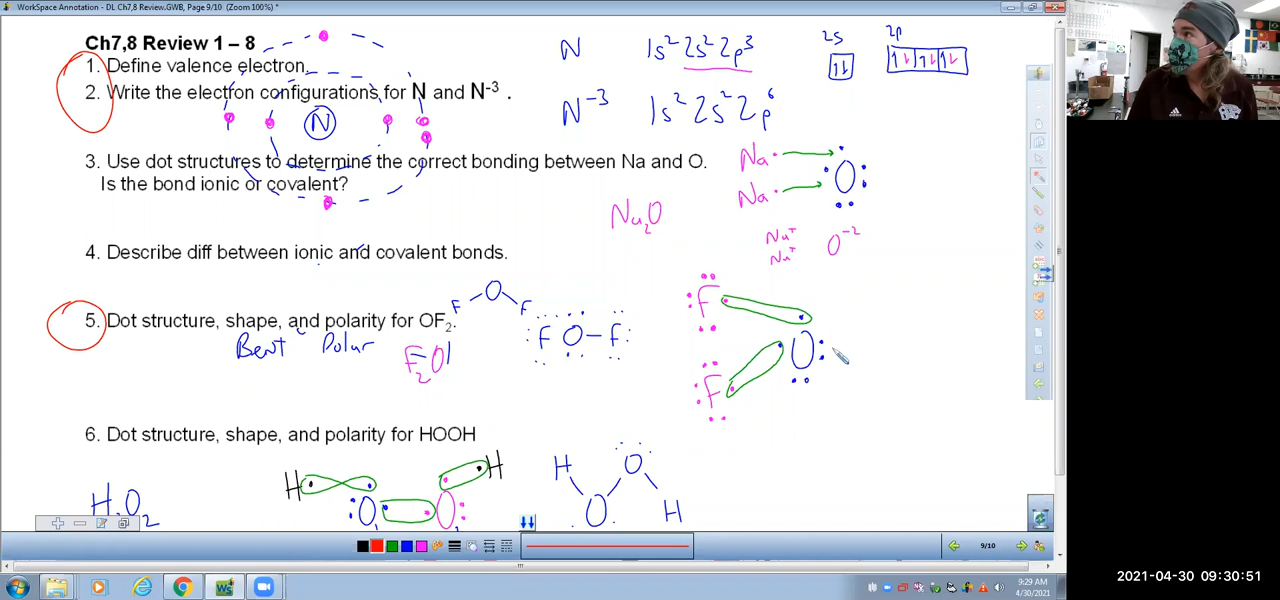 WorkSpace Annotation - DL Ch7,8 Review.GWB, Page 9/10 (Zoom 100%) *
Ch7,8 Review 1 – 8
1. Define valence electron.
2. Write the electron configurations for N and N-3 .
N
N 1s² 2s² 2p³
2s
2p
N⁻³ 1s² 2s² 2p⁶
3. Use dot structures to determine the correct bonding between Na and O.
Is the bond ionic or covalent?
Na
Na
O
Na₂O
Na⁺
Na⁺
O⁻²
4. Describe diff between ionic and covalent bonds.
F O F
5. Dot structure, shape, and polarity for OF2.
Bent Polar
F₂O
F O – F
F
F
O
6. Dot structure, shape, and polarity for HOOH
H₂O₂
H O O H
H O O H
9/10
9:29 AM
4/30/2021
2021-04-30 09:30:51